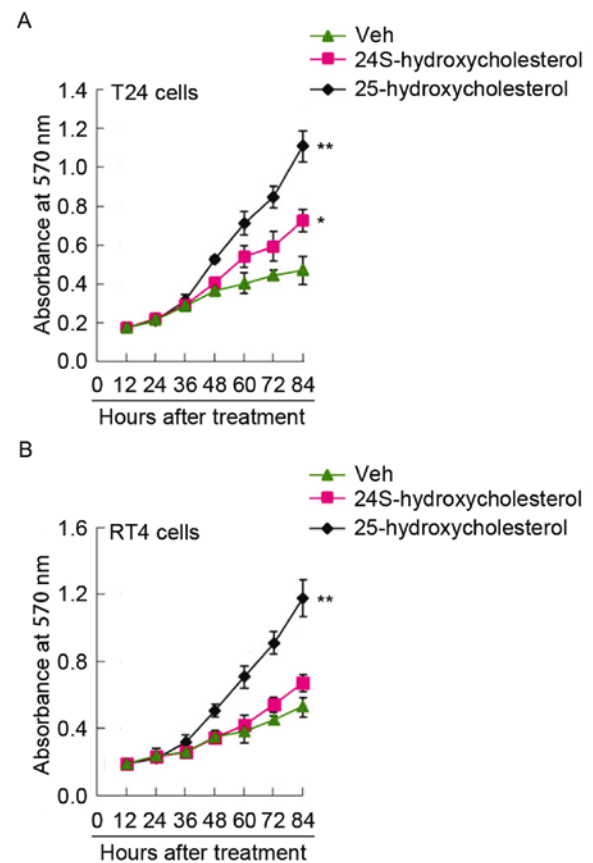 A
Veh
24S-hydroxycholesterol
25-hydroxycholesterol
T24 cells
Absorbance at 570 nm
1.4
1.2
1.0
0.8
0.6
0.4
0.2
0.0
**
*
0 12 24 36 48 60 72 84
Hours after treatment
B
Veh
24S-hydroxycholesterol
25-hydroxycholesterol
RT4 cells
Absorbance at 570 nm
1.6
1.2
0.8
0.4
0.0
**
0 12 24 36 48 60 72 84
Hours after treatment